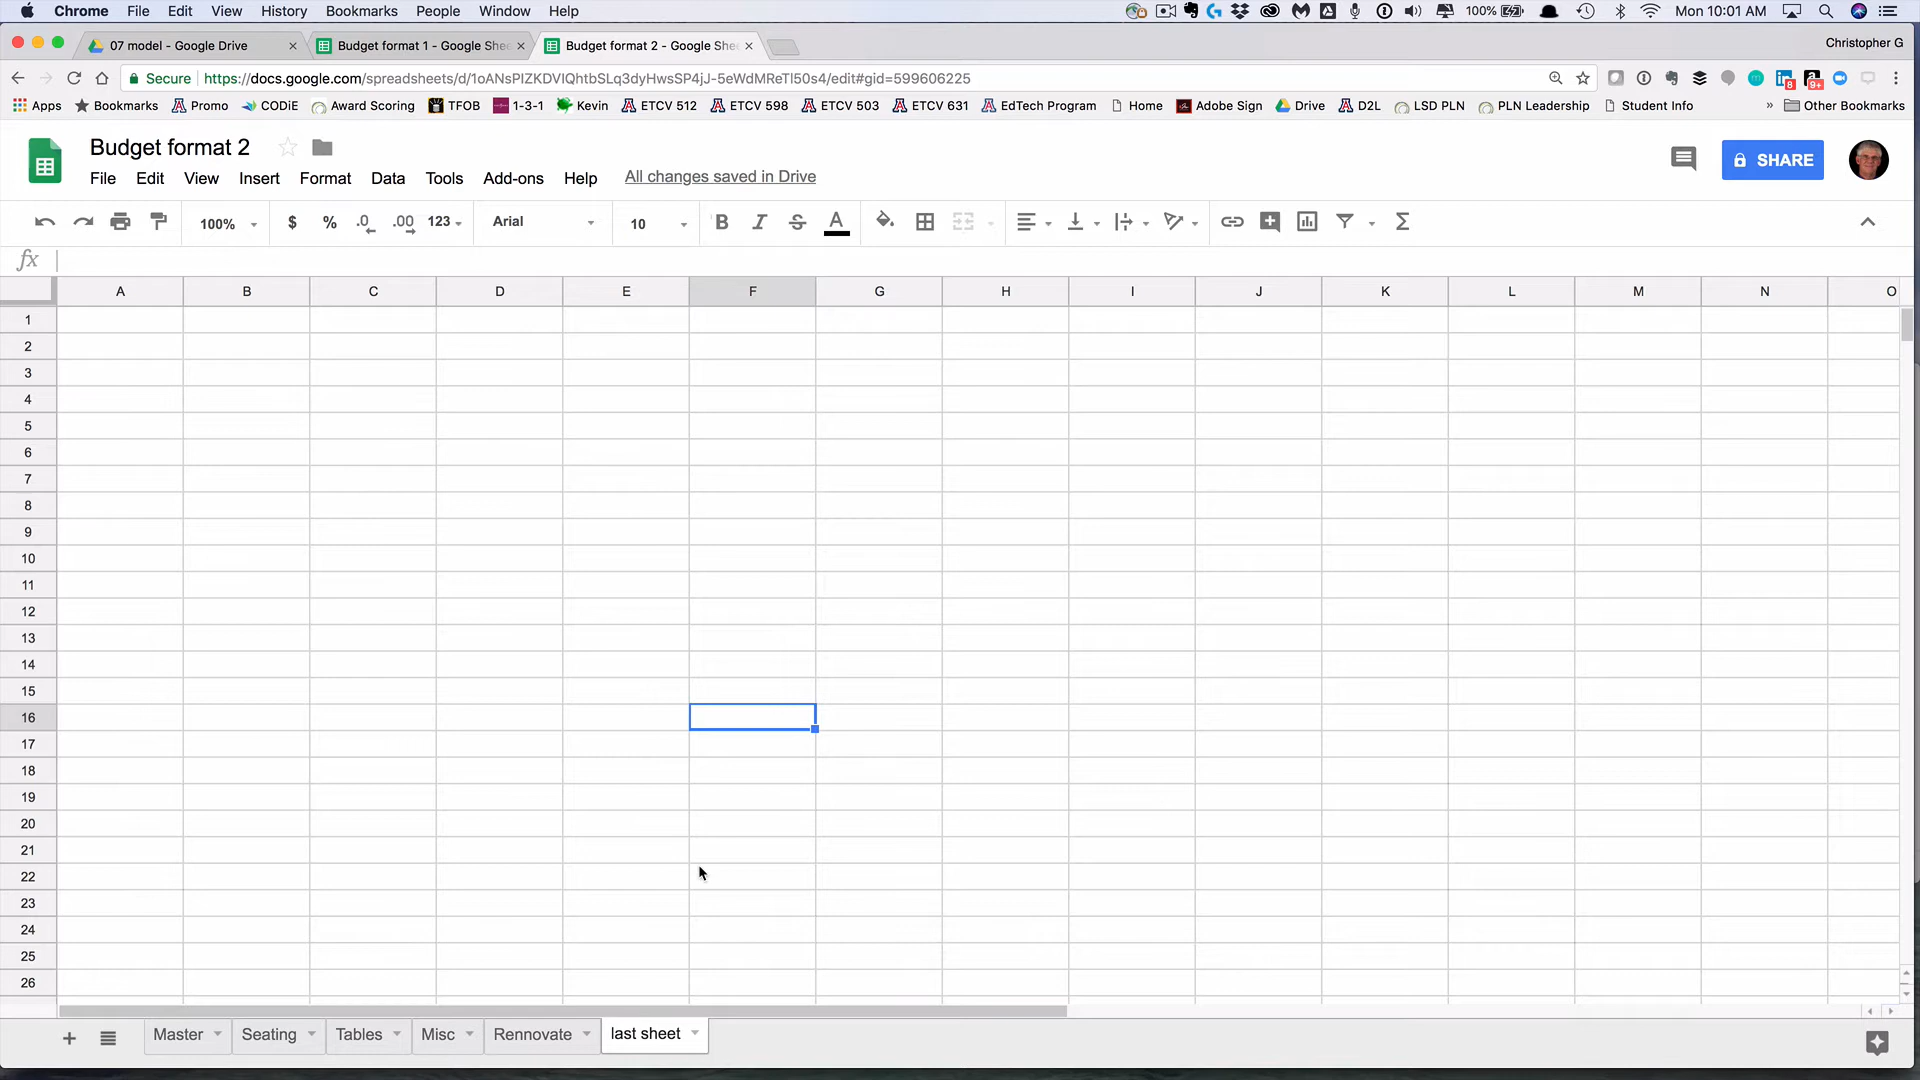 Chrome File Edit View History Bookmarks People Window Help 100% Mon 10:01 AM
07 model - Google Drive Budget format 1 - Google She Budget format 2 - Google She Christopher G
Secure https://docs.google.com/spreadsheets/d/1oANsPIZKDVIQhtbSLq3dyHwsSP4jJ-5eWdMReTl50s4/edit#gid=599606225 8 9+
Apps Bookmarks Promo CODiE Award Scoring TFOB 1-3-1 Kevin ETCV 512 ETCV 598 ETCV 503 ETCV 631 EdTech Program Home Adobe Sign Drive D2L LSD PLN PLN Leadership Student Info » Other Bookmarks
Budget format 2
SHARE
File Edit View Insert Format Data Tools Add-ons Help All changes saved in Drive
100% $ % .0 .00 123 Arial 10 B I S A Σ
fx
A B C D E F G H I J K L M N O
1
2
3
4
5
6
7
8
9
10
11
12
13
14
15
16
17
18
19
20
21
22
23
24
25
26
+ Master Seating Tables Misc Rennovate last sheet